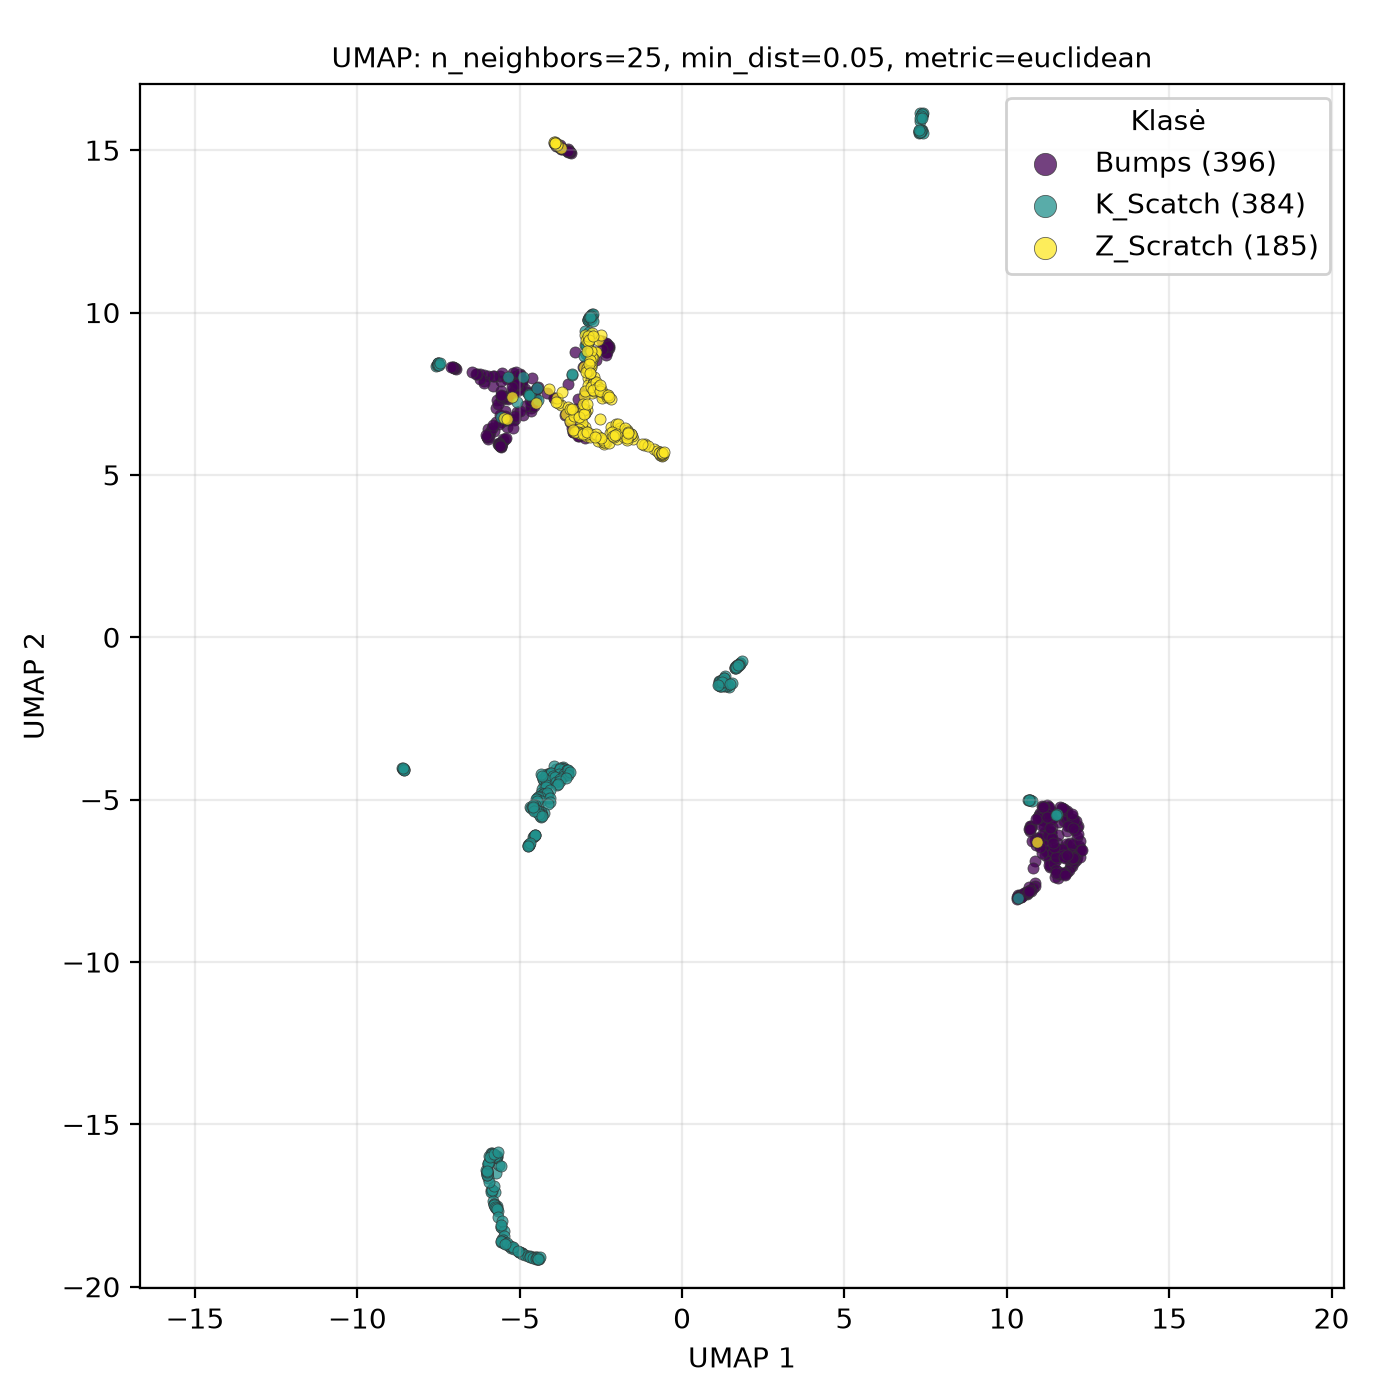 UMAP: n_neighbors=25, min_dist=0.05, metric=euclidean
Klasė
Bumps (396)
K_Scatch (384)
Z_Scratch (185)
15
10
5
0
−5
−10
−15
−20
UMAP 2
−15 −10 −5 0 5 10 15 20
UMAP 1